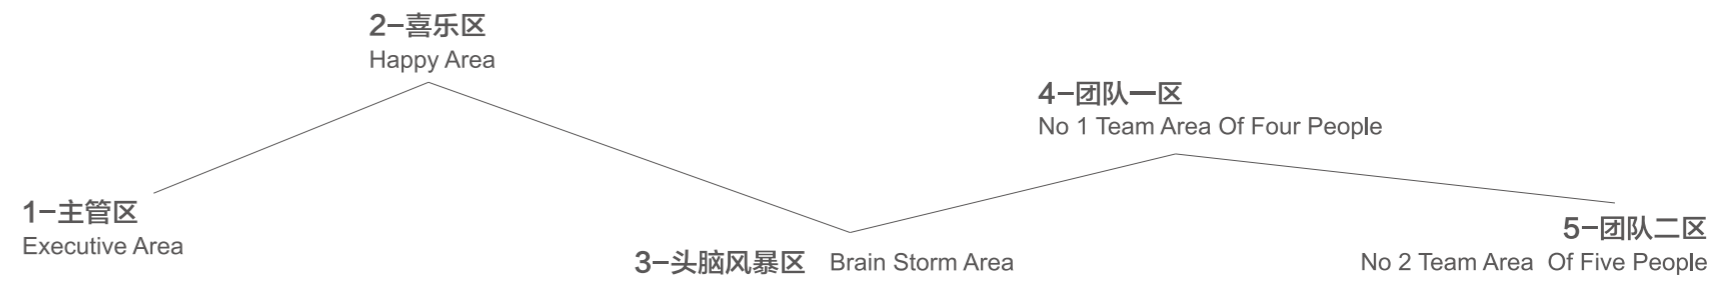 2-喜乐区
Happy Area
4-团队一区
No 1 Team Area Of Four People
1-主管区
Executive Area
3-头脑风暴区 Brain Storm Area
5-团队二区
No 2 Team Area Of Five People